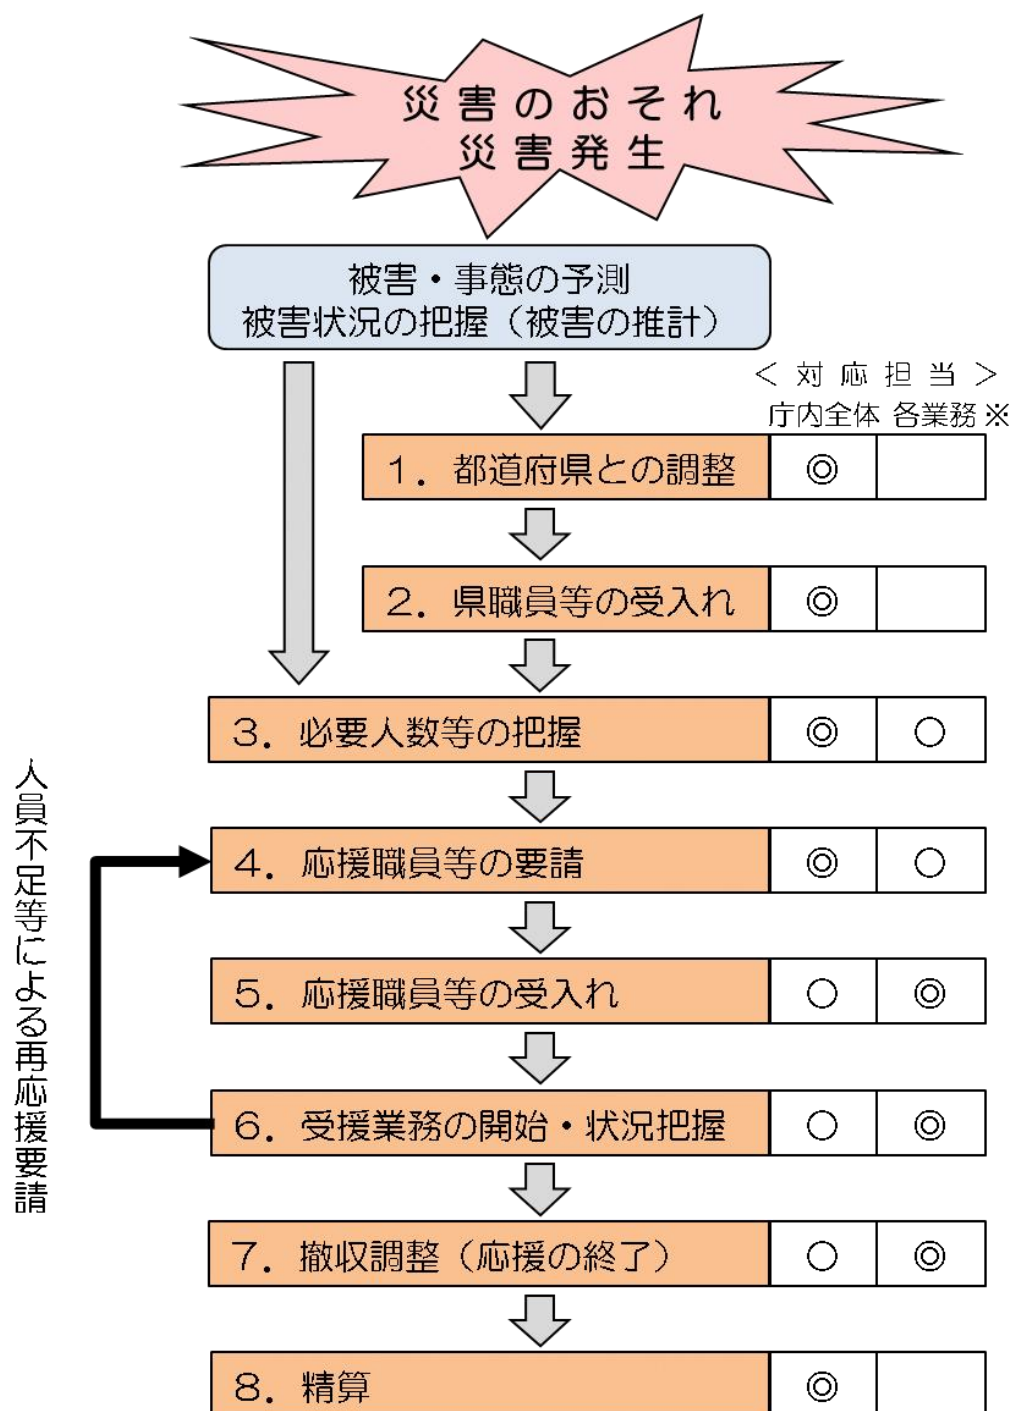 災害のおそれ
災害発生
被害・事態の予測
被害状況の把握（被害の推計）
＜対応担当＞
庁内全体 各業務※
１．都道府県との調整 ◎
２．県職員等の受入れ ◎
３．必要人数等の把握 ◎ ○
４．応援職員等の要請 ◎ ○
５．応援職員等の受入れ ○ ◎
６．受援業務の開始・状況把握 ○ ◎
７．撤収調整（応援の終了） ○ ◎
８．精算 ◎
人員不足等による再応援要請